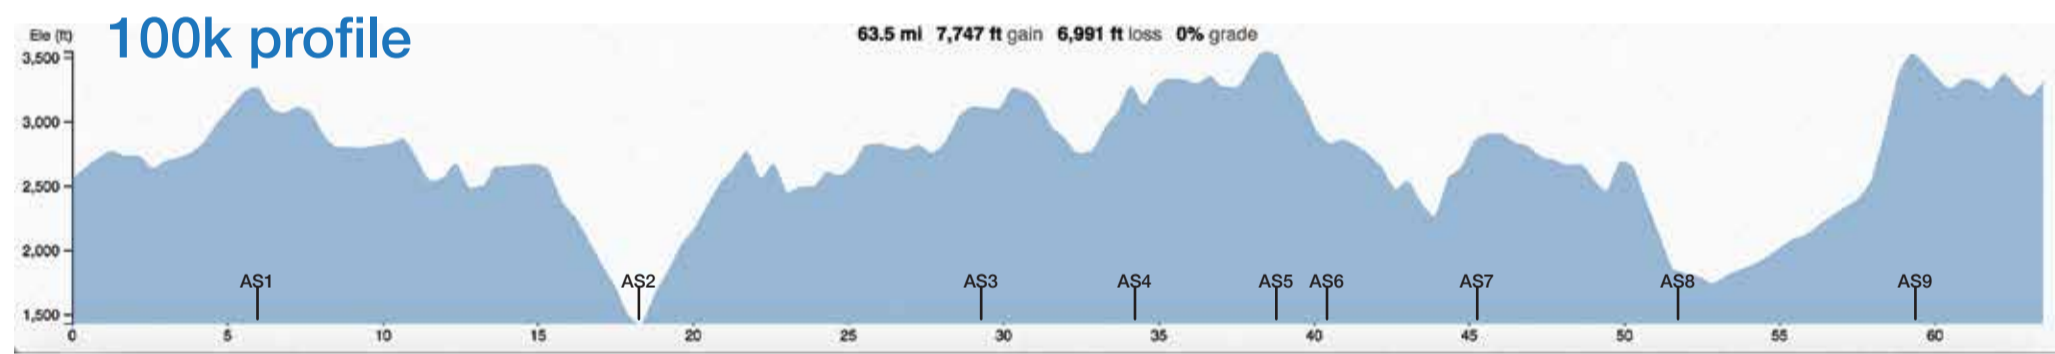 100k profile
63.5 mi 7,747 ft gain 6,991 ft loss 0% grade
Ele (ft)
3,500
3,000
2,500
2,000
1,500
AS1 AS2 AS3 AS4 AS5 AS6 AS7 AS8 AS9
0 5 10 15 20 25 30 35 40 45 50 55 60